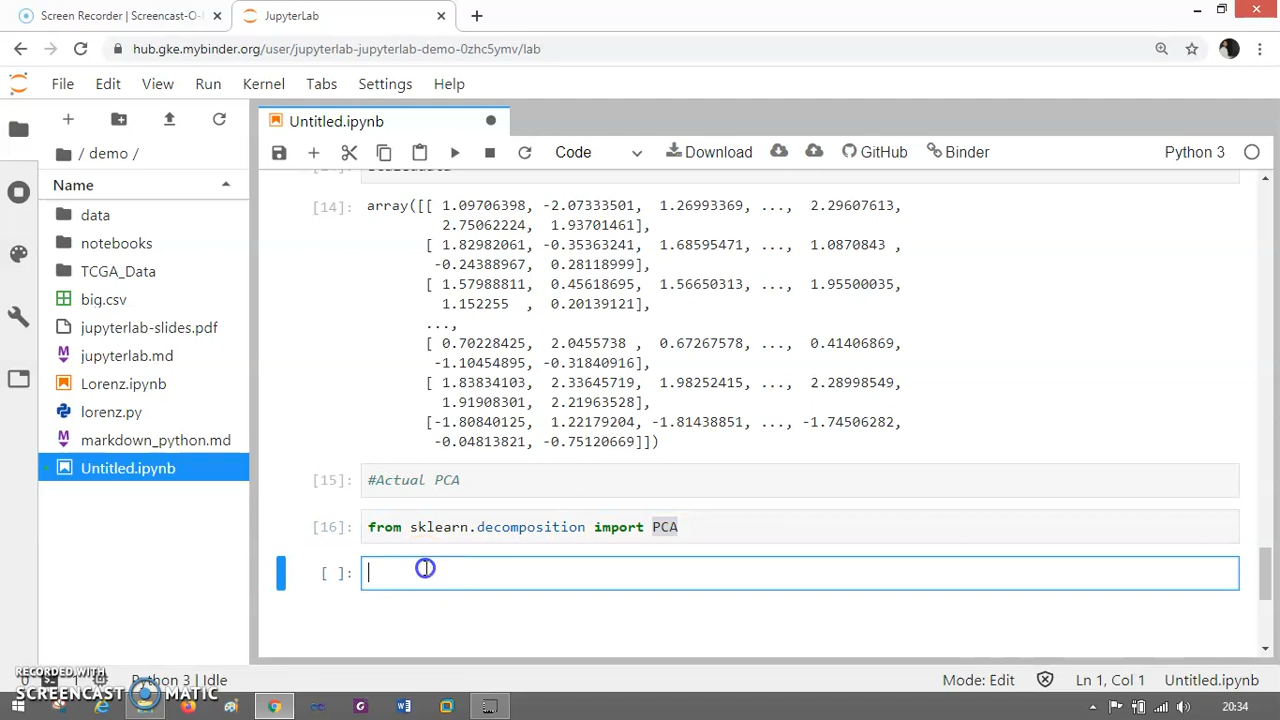 Screen Recorder | Screencast-O-
JupyterLab
hub.gke.mybinder.org/user/jupyterlab-jupyterlab-demo-0zhc5ymv/lab
File Edit View Run Kernel Tabs Settings Help
Untitled.ipynb
Code
Download
GitHub
Binder
Python 3
/ demo /
Name
data
notebooks
TCGA_Data
big.csv
jupyterlab-slides.pdf
jupyterlab.md
Lorenz.ipynb
lorenz.py
markdown_python.md
Untitled.ipynb
[14]: array([[ 1.09706398, -2.07333501, 1.26993369, ..., 2.29607613,
2.75062224, 1.93701461],
[ 1.82982061, -0.35363241, 1.68595471, ..., 1.0870843 ,
-0.24388967, 0.28118999],
[ 1.57988811, 0.45618695, 1.56650313, ..., 1.95500035,
1.152255 , 0.20139121],
...,
[ 0.70228425, 2.0455738 , 0.67267578, ..., 0.41406869,
-1.10454895, -0.31840916],
[ 1.83834103, 2.33645719, 1.98252415, ..., 2.28998549,
1.91908301, 2.21963528],
[-1.80840125, 1.22179204, -1.81438851, ..., -1.74506282,
-0.04813821, -0.75120669]])
[15]: #Actual PCA
[16]: from sklearn.decomposition import PCA
[ ]:
RECORDED WITH
SCREENCAST MATIC
0
1
Python 3 | Idle
Mode: Edit
Ln 1, Col 1
Untitled.ipynb
20:34